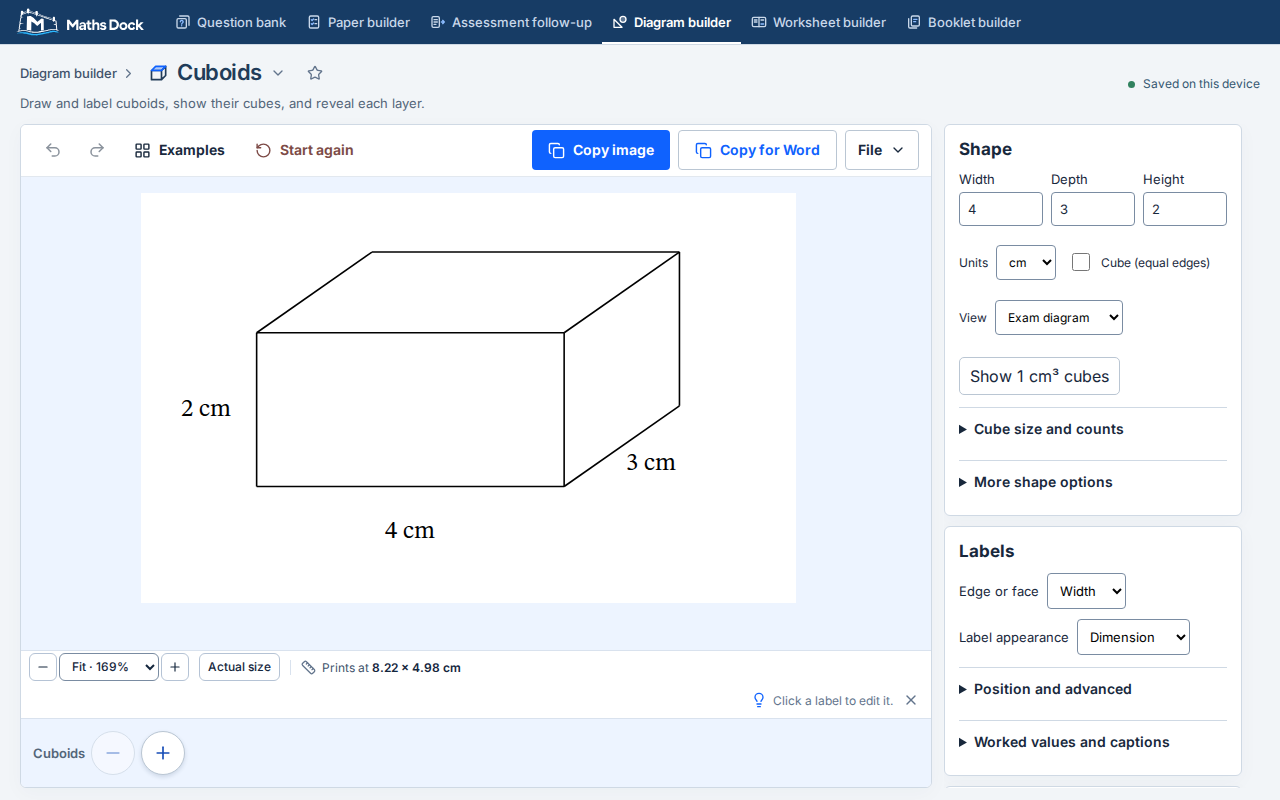 Maths Dock
Question bank
Paper builder
Assessment follow-up
Diagram builder
Worksheet builder
Booklet builder
Diagram builder
Cuboids
Saved on this device
Draw and label cuboids, show their cubes, and reveal each layer.
Examples
Start again
Copy image
Copy for Word
File
2 cm
3 cm
4 cm
Fit · 169%
Actual size
Prints at 8.22 × 4.98 cm
Click a label to edit it.
Cuboids
Shape
Width Depth Height
4 3 2
Units cm Cube (equal edges)
View Exam diagram
Show 1 cm³ cubes
Cube size and counts
More shape options
Labels
Edge or face Width
Label appearance Dimension
Position and advanced
Worked values and captions